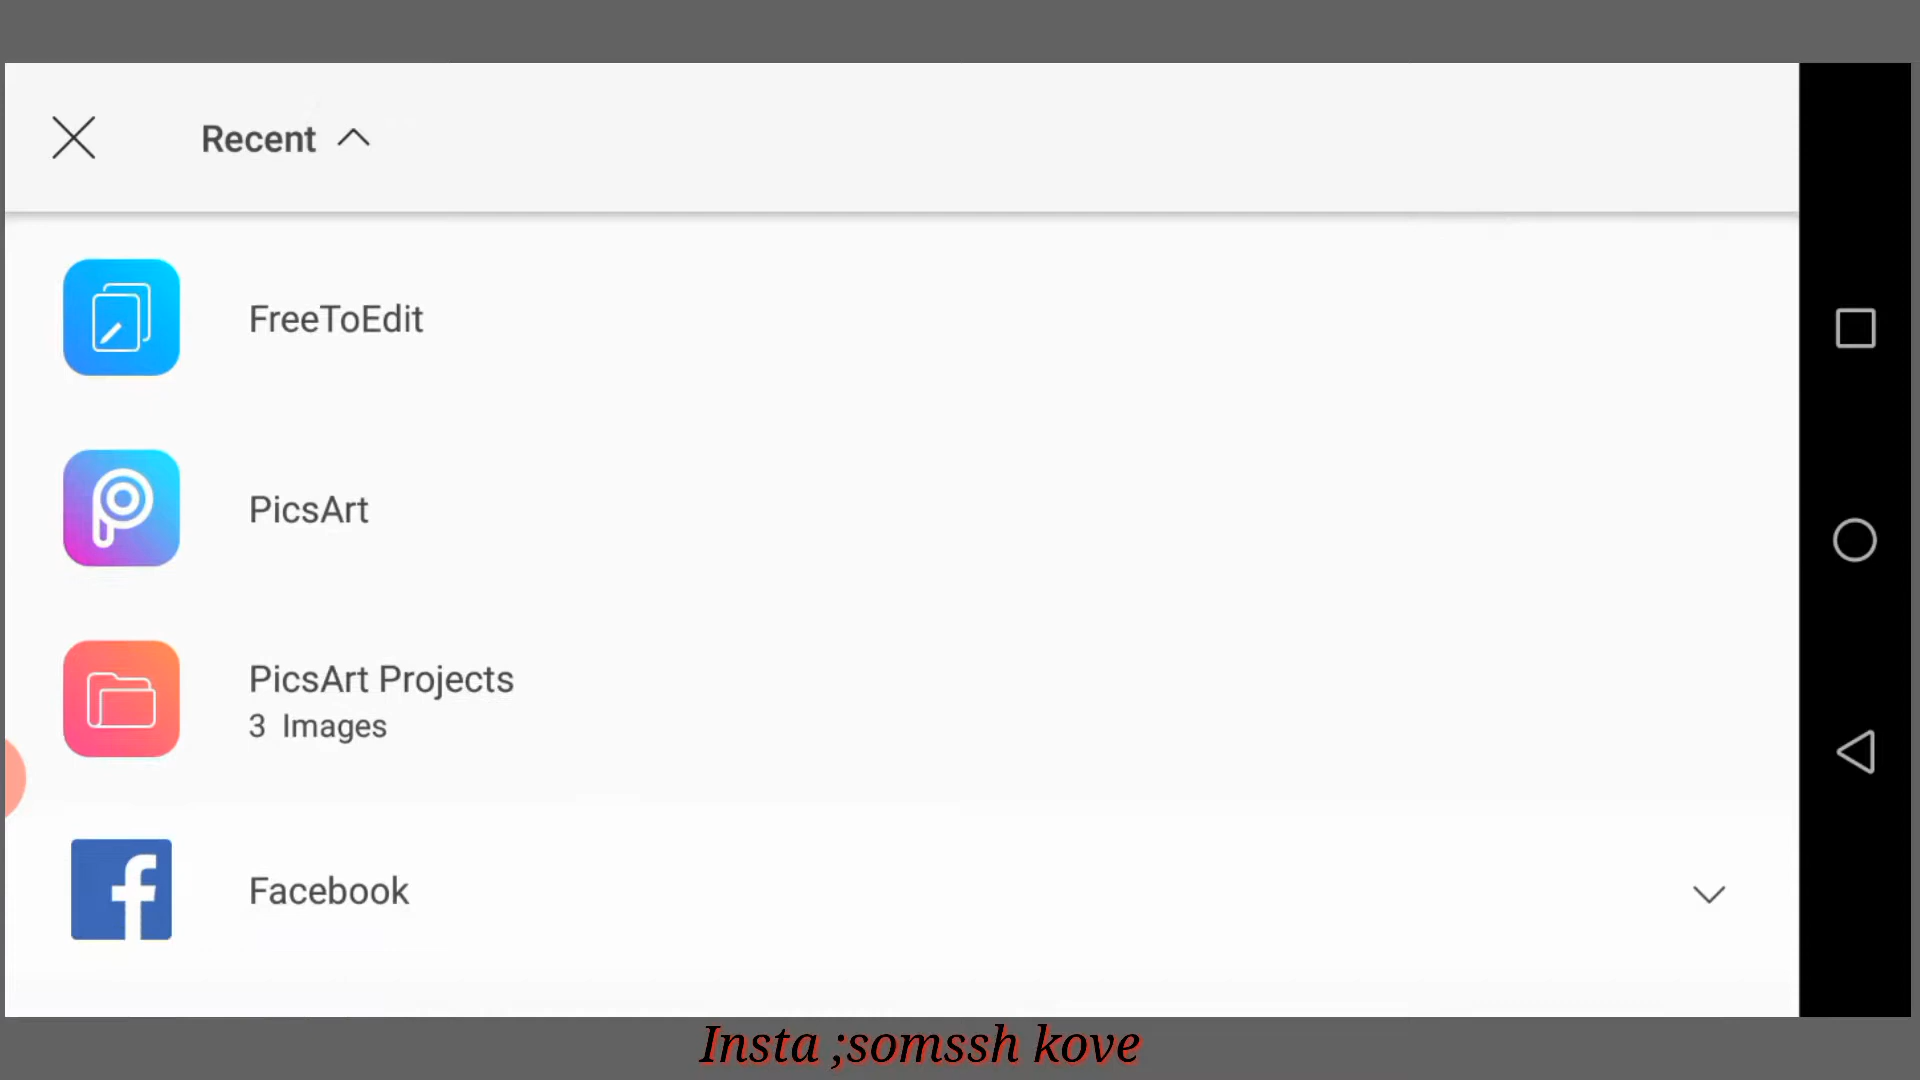 Recent
FreeToEdit
PicsArt
PicsArt Projects
3 Images
Facebook
Insta ;somssh kove